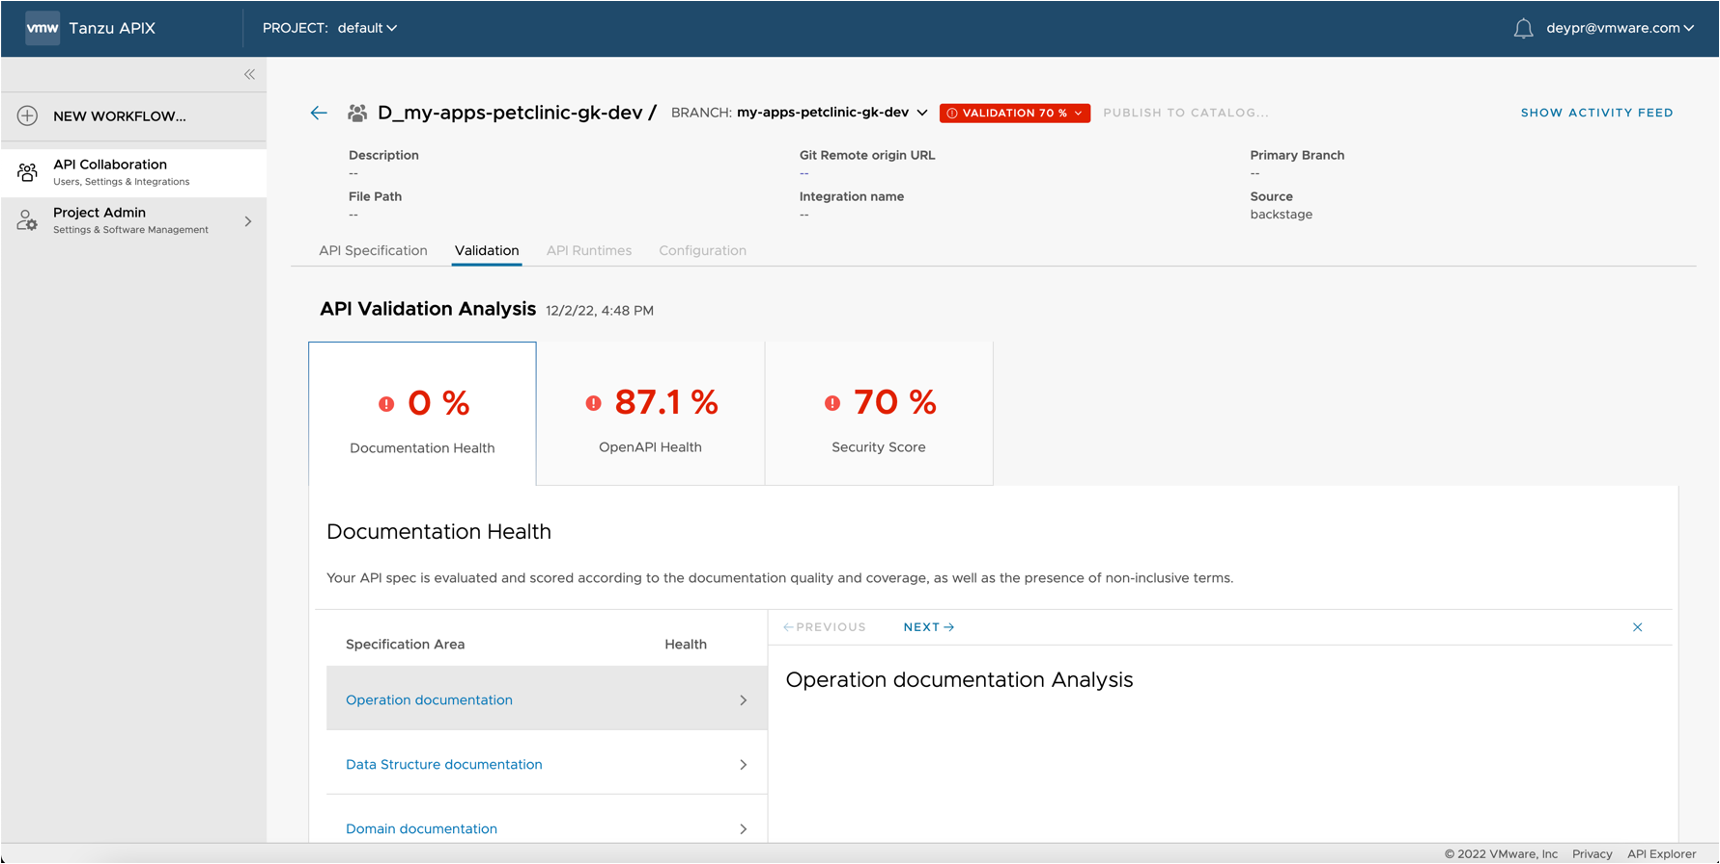 vmw Tanzu APIX PROJECT: default deypr@vmware.com
NEW WORKFLOW...
API Collaboration
Users, Settings & Integrations
Project Admin
Settings & Software Management
D_my-apps-petclinic-gk-dev / BRANCH: my-apps-petclinic-gk-dev VALIDATION 70 % PUBLISH TO CATALOG... SHOW ACTIVITY FEED
Description Git Remote origin URL Primary Branch
-- -- --
File Path Integration name Source
-- -- backstage
API Specification Validation API Runtimes Configuration
API Validation Analysis 12/2/22, 4:48 PM
0 % 87.1 % 70 %
Documentation Health OpenAPI Health Security Score
Documentation Health
Your API spec is evaluated and scored according to the documentation quality and coverage, as well as the presence of non-inclusive terms.
PREVIOUS NEXT
Specification Area Health
Operation documentation Analysis
Operation documentation
Data Structure documentation
Domain documentation
© 2022 VMware, Inc Privacy API Explorer